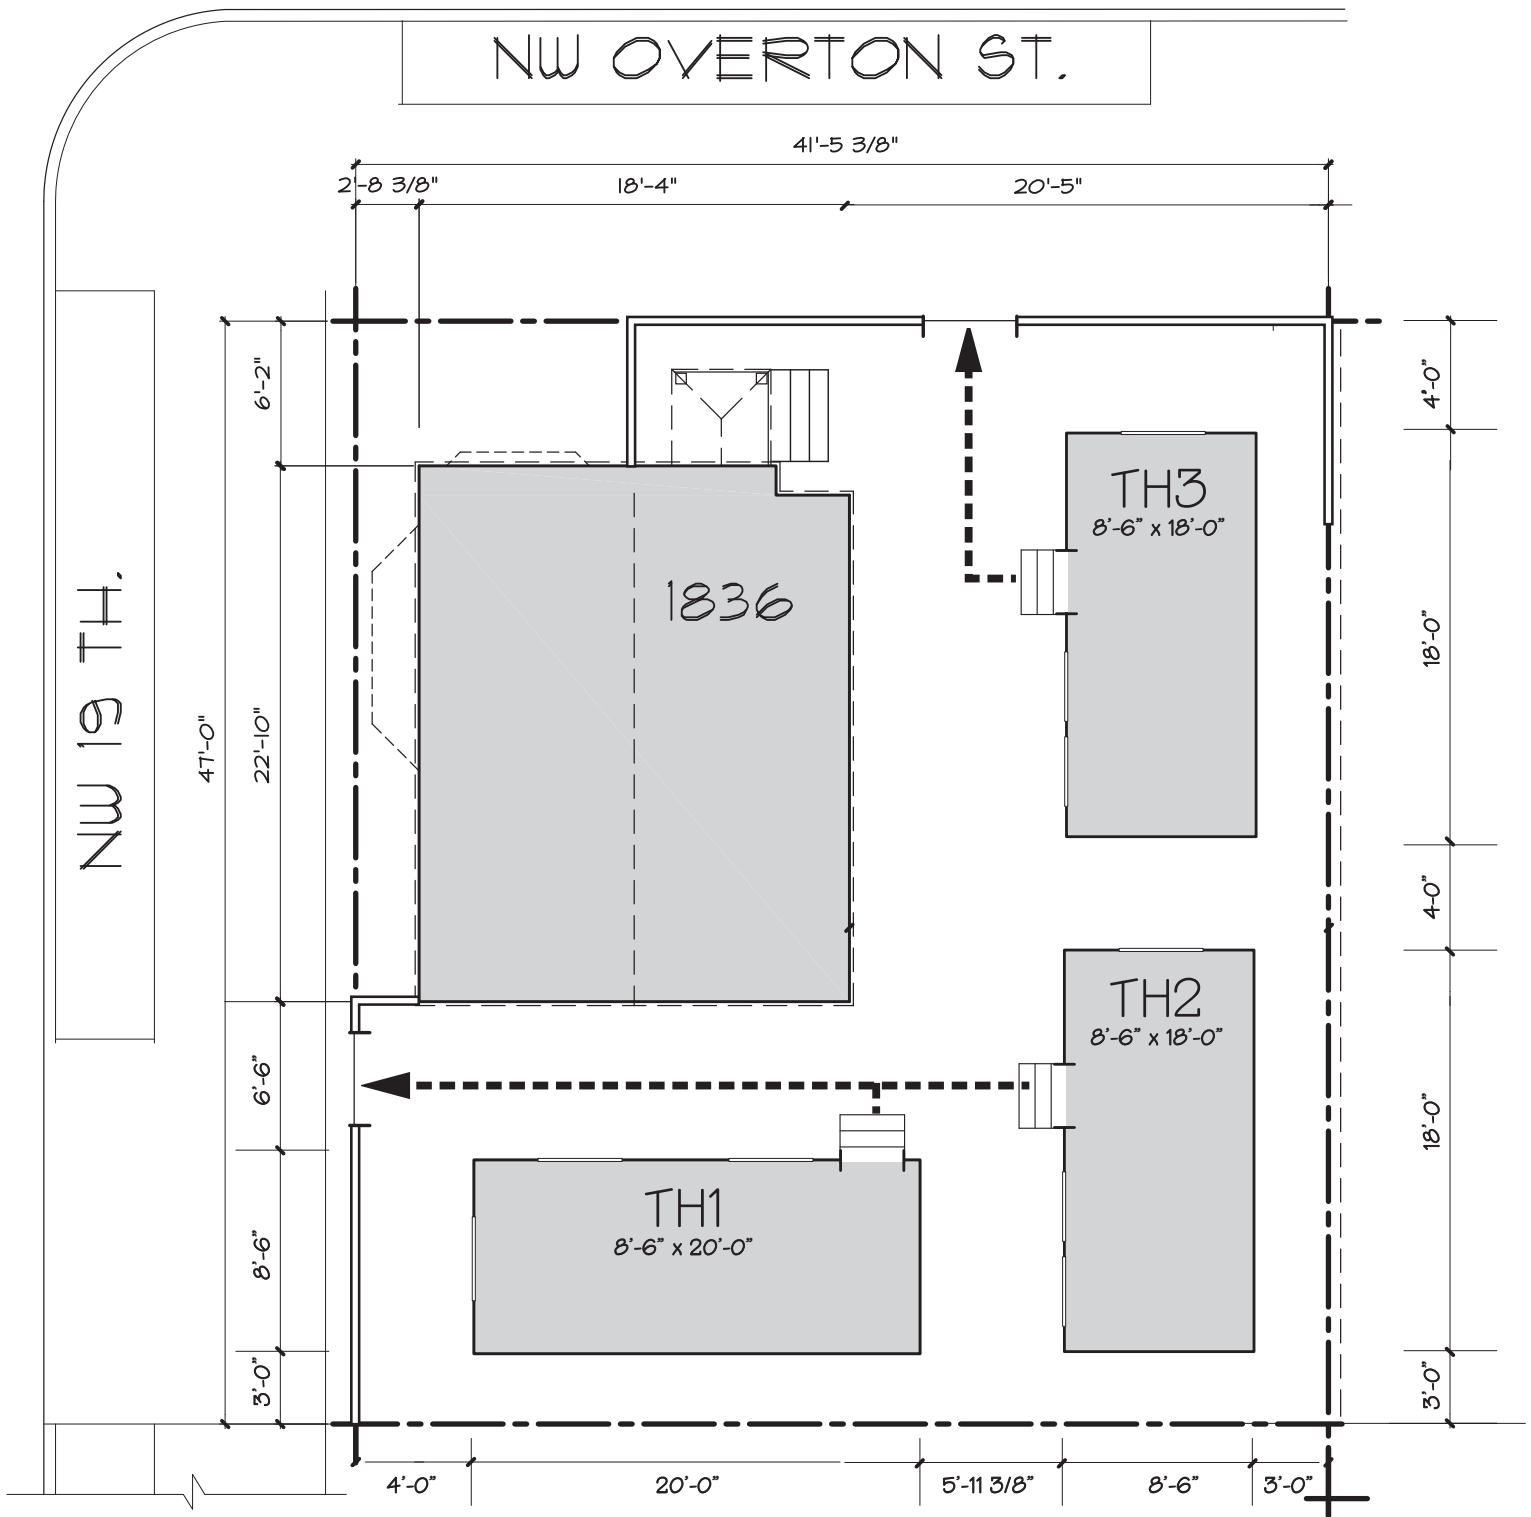 NW OVERTON ST.
41'-5 3/8"
2'-8 3/8"
18'-4"
20'-5"
6'-2"
4'-0"
TH3
8'-6" x 18'-0"
1836
18'-0"
NW 19 TH.
47'-0"
22'-10"
4-0"
TH2
8'-6" x 18'-0"
6'-6"
18'-0"
TH1
8'-6" x 20'-0"
8'-6"
3'-0"
3'-0"
4'-0"
20'-0"
5'-11 3/8"
8'-6"
3'-0"